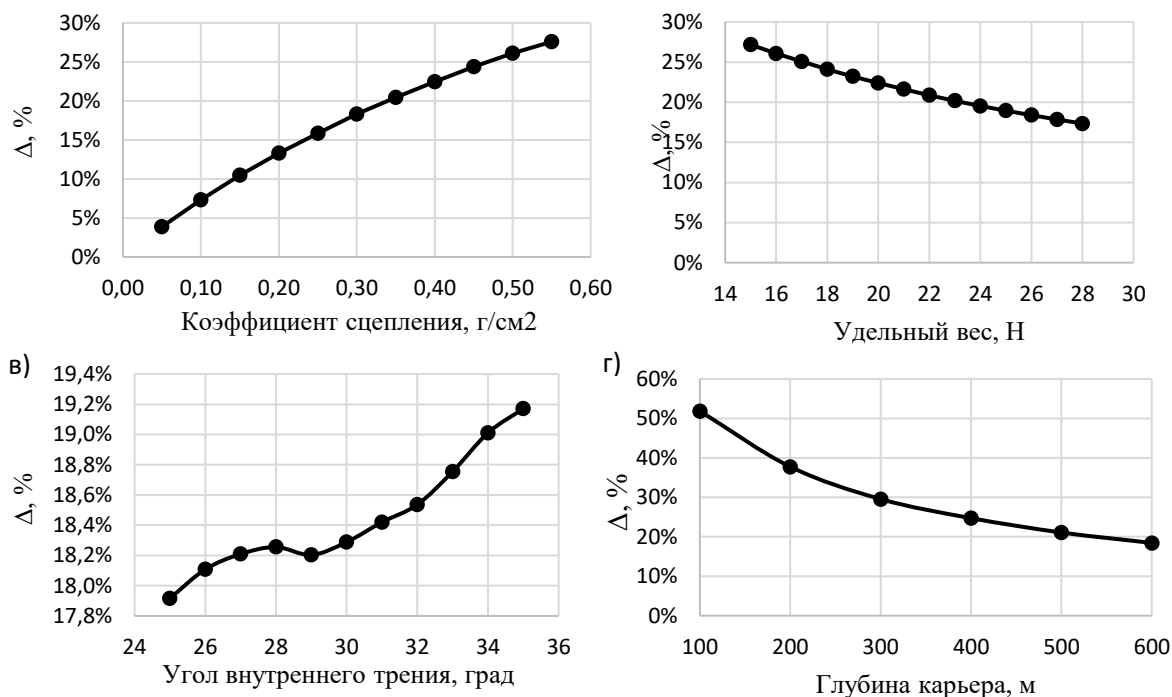 30%
25%
20%
15%
10%
5%
0%
Δ, %
0,00 0,10 0,20 0,30 0,40 0,50 0,60
Коэффициент сцепления, г/см2
30%
25%
20%
15%
10%
5%
0%
Δ, %
14 16 18 20 22 24 26 28 30
Удельный вес, Н
в)
19,4%
19,2%
19,0%
18,8%
18,6%
18,4%
18,2%
18,0%
17,8%
Δ, %
24 26 28 30 32 34 36
Угол внутреннего трения, град
г)
60%
50%
40%
30%
20%
10%
0%
Δ, %
100 200 300 400 500 600
Глубина карьера, м